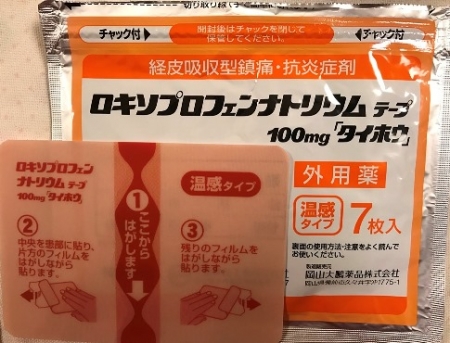 切り取り
チャック付
開封後はチャックを閉じて
保管してください。
チャック付
経皮吸収型鎮痛・抗炎症剤
ロキソプロフェンナトリウム テープ
100mg「タイホウ」
外用薬
温感
タイプ
7枚入
裏面の使用方法・注意をよく読んで
お使いください。
製造販売元
岡山大鵬薬品株式会社
ロキソプロフェン
ナトリウム テープ
100mg「タイホウ」
温感タイプ
①ここから
はがします
②
中央を患部に貼り、
片方のフィルムを
はがしながら
貼ります。
③
残りのフィルムを
はがしながら
貼ります。